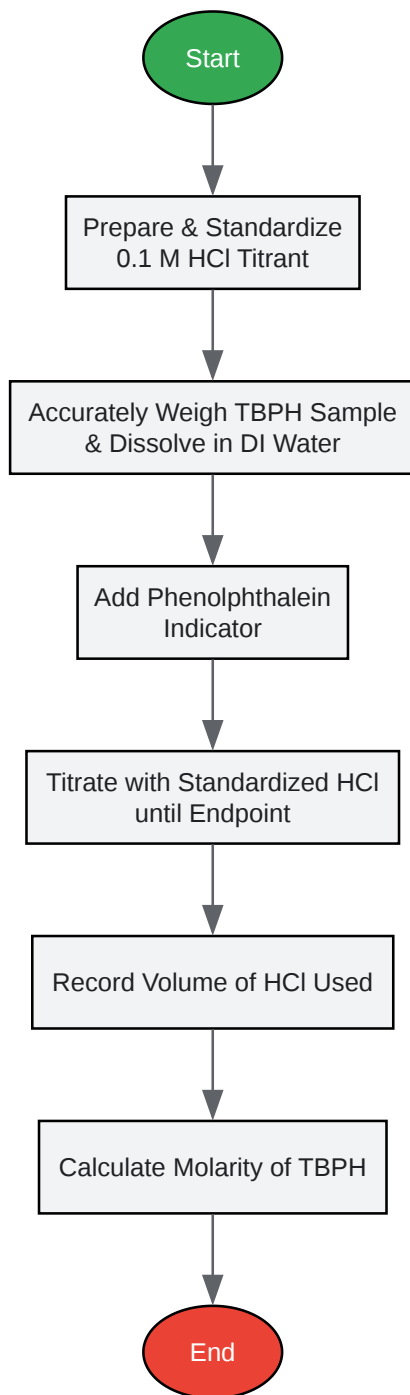 Start
Prepare & Standardize
0.1 M HCl Titrant
Accurately Weigh TBPH Sample
& Dissolve in DI Water
Add Phenolphthalein
Indicator
Titrate with Standardized HCl
until Endpoint
Record Volume of HCl Used
Calculate Molarity of TBPH
End